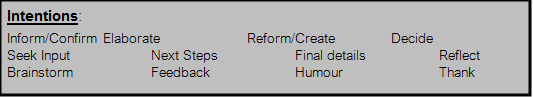 Intentions:
Inform/Confirm Elaborate Reform/Create Decide
Seek Input Next Steps Final details Reflect
Brainstorm Feedback Humour Thank